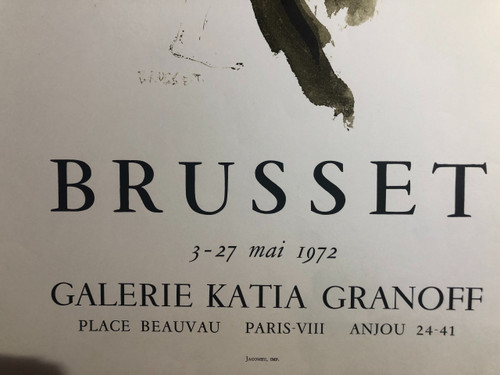 BRUSSET
BRUSSET
3-27 mai 1972
GALERIE KATIA GRANOFF
PLACE BEAUVAU PARIS-VIII ANJOU 24-41